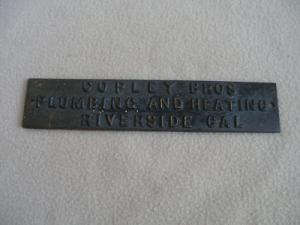 COPLEY BROS
·PLUMBING AND HEATING·
RIVERSIDE CAL